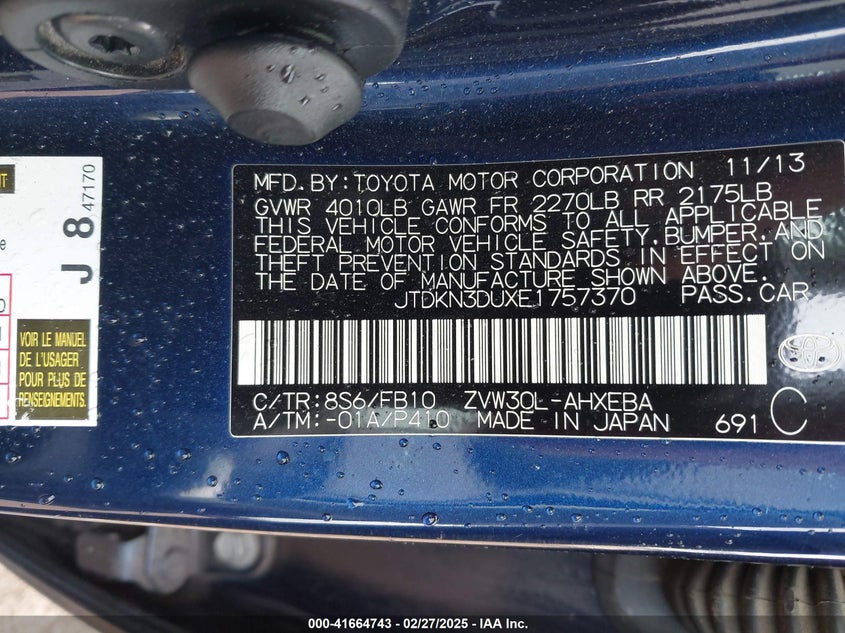 NT
J 8 47170
e
VOIR LE MANUEL
DE L'USAGER
POUR PLUS DE
RENSEIGNEMENTS
MFD. BY: TOYOTA MOTOR CORPORATION 11/13
GVWR 4010LB GAWR FR 2270LB RR 2175LB
THIS VEHICLE CONFORMS TO ALL APPLICABLE
FEDERAL MOTOR VEHICLE SAFETY, BUMPER, AND
THEFT PREVENTION STANDARDS IN EFFECT ON
THE DATE OF MANUFACTURE SHOWN ABOVE.
JTDKN3DUXE1757370 PASS. CAR
C/TR: 8S6/FB10 ZVW30L-AHXEBA
A/TM: -01A/P410 MADE IN JAPAN 691 C
000-41664743 - 02/27/2025 - IAA Inc.